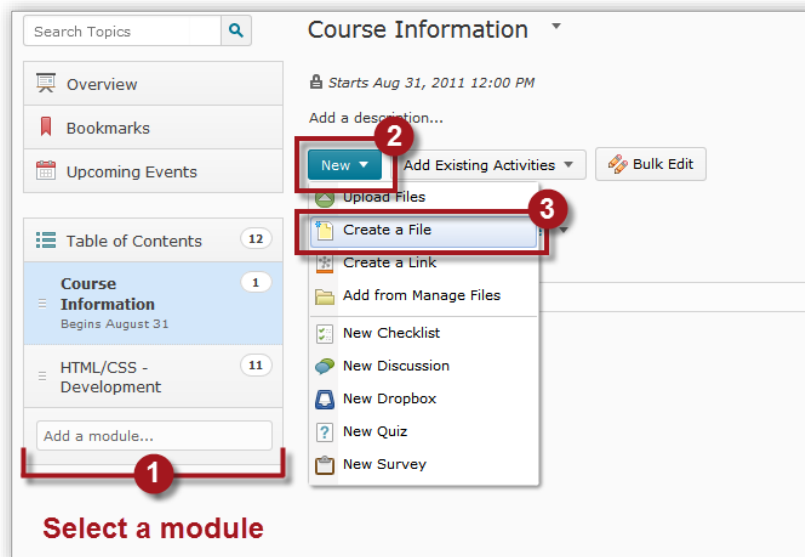 Search Topics
Course Information
Overview
Bookmarks
Upcoming Events
Starts Aug 31, 2011 12:00 PM
Add a description...
2
New
Add Existing Activities
Bulk Edit
Upload Files
3
Create a File
Create a Link
Add from Manage Files
New Checklist
New Discussion
New Dropbox
New Quiz
New Survey
Table of Contents 12
Course 1
Information
Begins August 31
HTML/CSS - 11
Development
Add a module...
1
Select a module